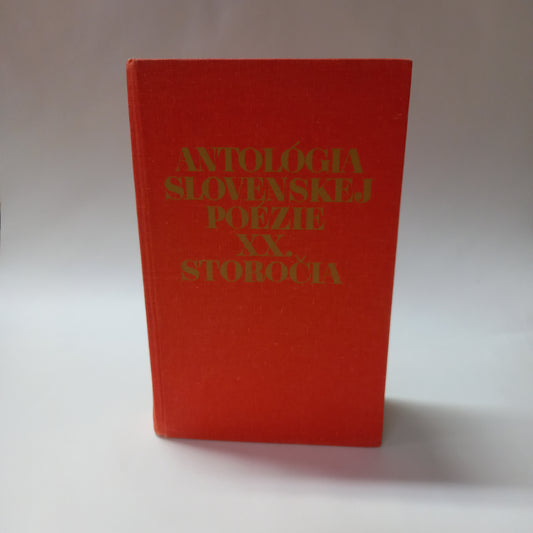 ANTOLÓGIA
SLOVENSKEJ
POÉZIE
XX.
STOROČIA